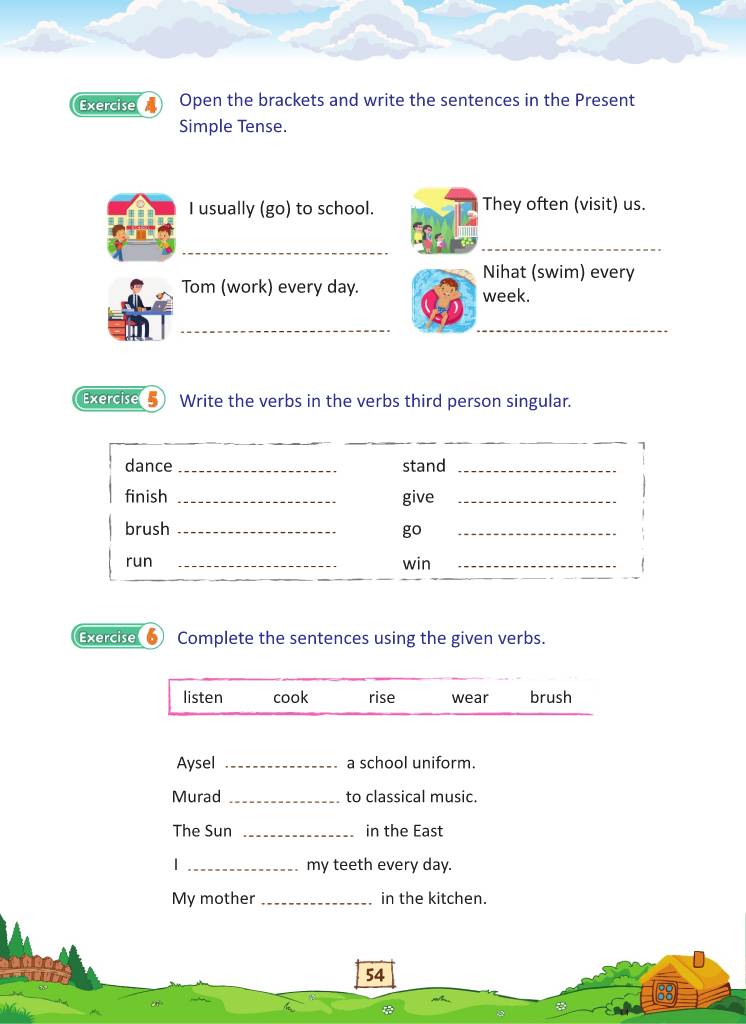 Exercise 4 Open the brackets and write the sentences in the Present
Simple Tense.
SCHOOL
I usually (go) to school.
They often (visit) us.
Tom (work) every day.
Nihat (swim) every
week.
Exercise 5 Write the verbs in the verbs third person singular.
dance
stand
finish
give
brush
go
run
win
Exercise 6 Complete the sentences using the given verbs.
listen cook rise wear brush
Aysel a school uniform.
Murad to classical music.
The Sun in the East
I my teeth every day.
My mother in the kitchen.
54